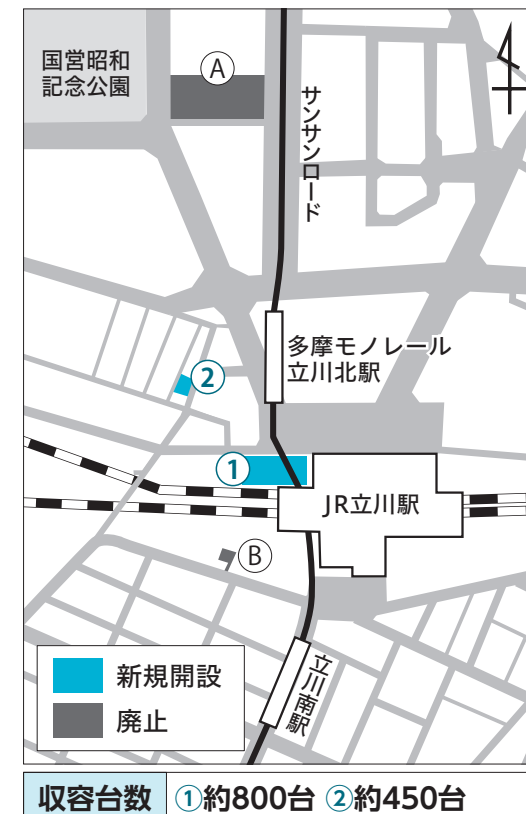 国営昭和
記念公園
Ⓐ
サンサンロード
多摩モノレール
立川北駅
②
①
JR立川駅
Ⓑ
立川南駅
新規開設
廃止
収容台数 ①約800台 ②約450台